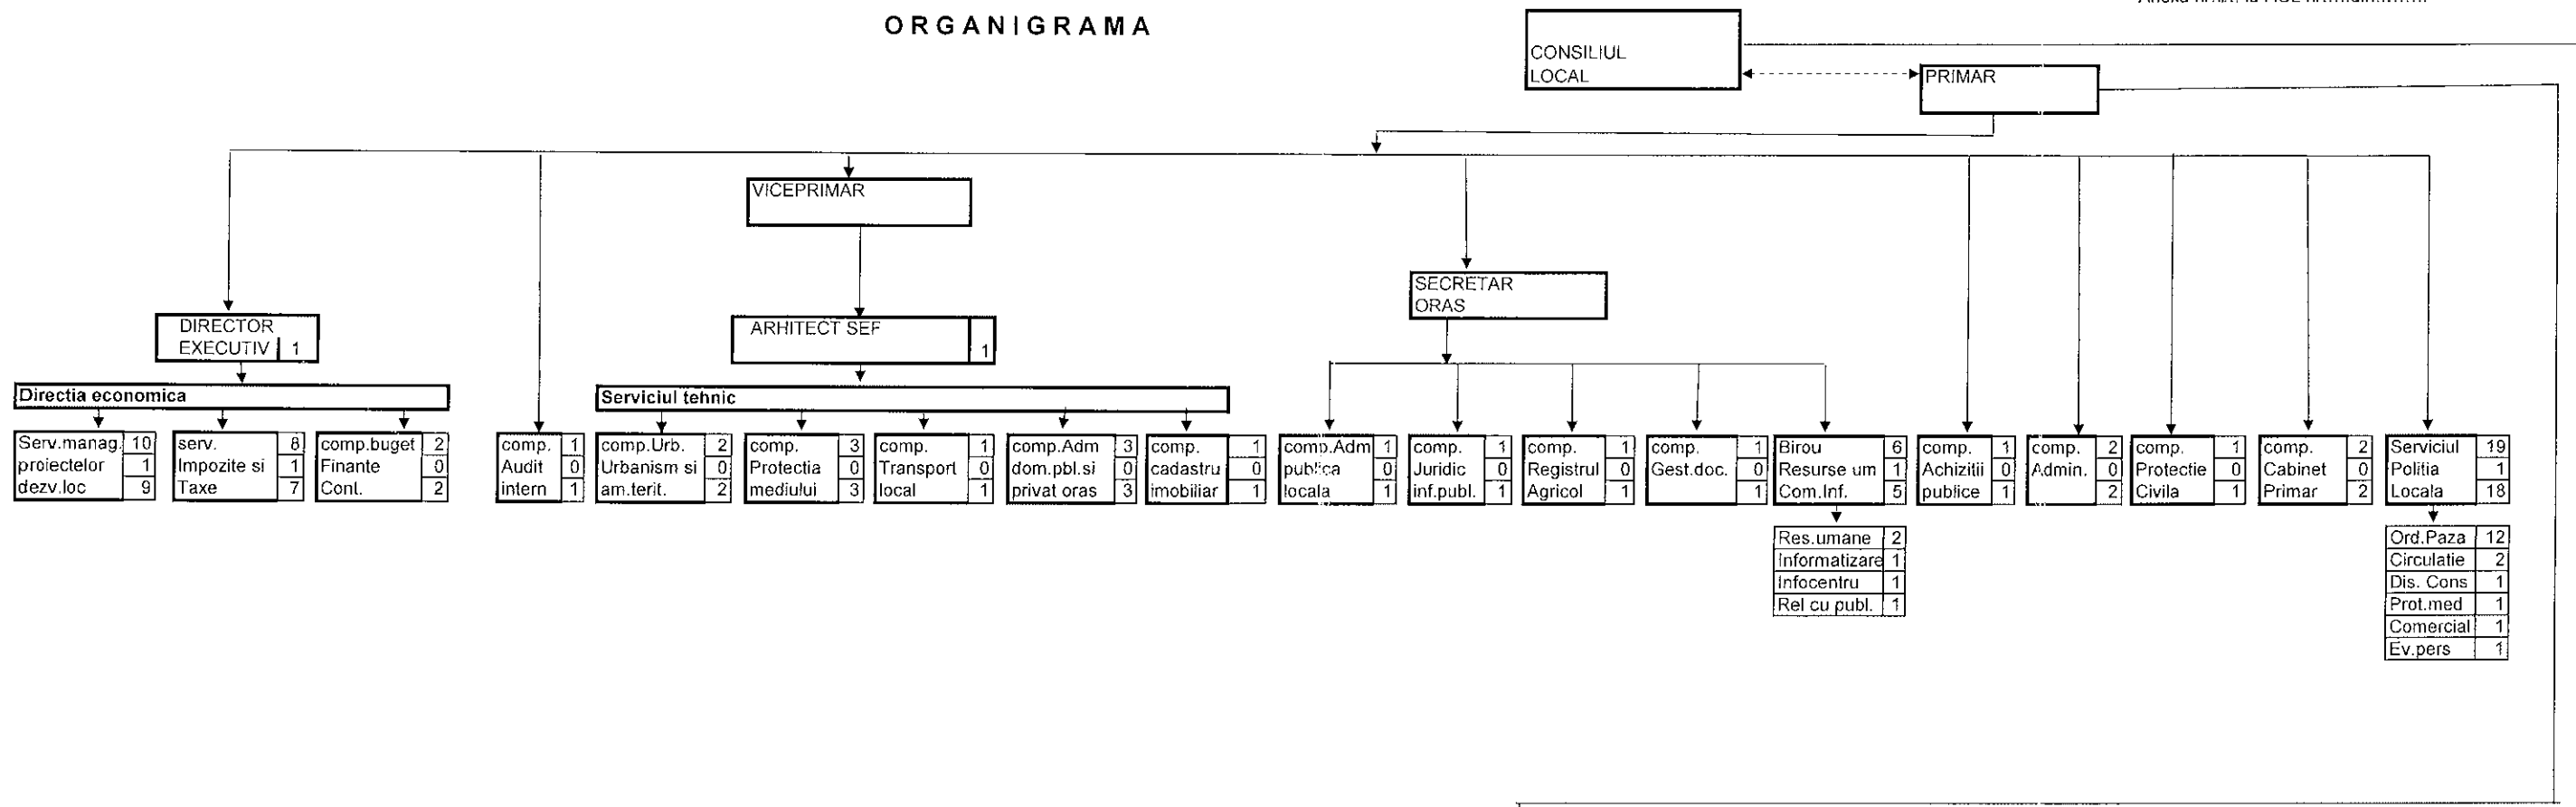 ORGANIGRAMA
CONSILIUL
LOCAL
PRIMAR
VICEPRIMAR
SECRETAR
ORAS
DIRECTOR
EXECUTIV 1
ARHITECT SEF
1
Directia economica
Serviciul tehnic
Serv.manag. 10
proiectelor 1
dezv.loc 9
serv. 8
Impozite si 1
Taxe 7
comp.buget 2
Finante 0
Cont. 2
comp. 1
Audit 0
intern 1
comp.Urb. 2
Urbanism si 0
am.terit. 2
comp. 3
Protectia 0
mediului 3
comp. 1
Transport 0
local 1
comp.Adm 3
dom.pbl.si 0
privat oras 3
comp. 1
cadastru 0
imobiliar 1
comp.Adm 1
publica 0
locala 1
comp. 1
Juridic 0
inf.publ. 1
comp. 1
Registrul 0
Agricol 1
comp. 1
Gest.doc. 0
1
Birou 6
Resurse um 1
Com.Inf. 5
comp. 1
Achizitii 0
publice 1
comp. 2
Admin. 0
2
comp. 1
Protectie 0
Civila 1
comp. 2
Cabinet 0
Primar 2
Serviciul 19
Politia 1
Locala 18
Res.umane 2
Informatizare 1
Infocentru 1
Rel cu publ. 1
Ord.Paza 12
Circulatie 2
Dis. Cons 1
Prot.med 1
Comercial 1
Ev.pers 1